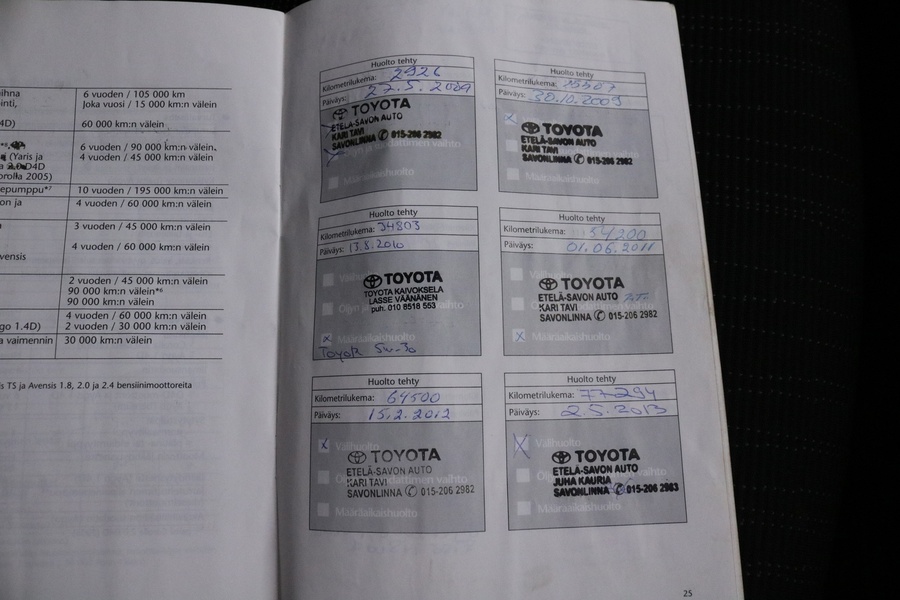 6 vuoden / 105 000 km
Joka vuosi / 15 000 km:n välein
4D)
60 000 km:n välein
6 vuoden / 90 000 km:n välein.
(Yaris ja
4 vuoden / 45 000 km:n välein
D4D
orolla 2005)
epumppu*⁷
10 vuoden / 195 000 km:n välein
on ja
4 vuoden / 60 000 km:n välein
3 vuoden / 45 000 km:n välein
4 vuoden / 60 000 km:n välein
vensis
2 vuoden / 45 000 km:n välein
90 000 km:n välein*⁶
90 000 km:n välein
4 vuoden / 60 000 km:n välein
go 1.4D)
2 vuoden / 30 000 km:n välein
a vaimennin
30 000 km:n välein
s TS ja Avensis 1.8, 2.0 ja 2.4 bensiinimoottoreita
Huolto tehty
Kilometrilukema: 2926
Päiväys: 27.5.2009
TOYOTA
ETELÄ-SAVON AUTO
KARI TAVI
SAVONLINNA 015-206 2982
Määräaikaishuolto
Huolto tehty
Kilometrilukema:
Päiväys: 30.10.2009
TOYOTA
ETELÄ-SAVON AUTO
KARI TAVI
SAVONLINNA 015-206 2982
Määräaikaishuolto
Huolto tehty
Kilometrilukema: 34803
Päiväys: 13.8.2010
TOYOTA
TOYOTA KAIVOKSELA
LASSE VÄÄNÄNEN
puh: 010 8518 553
Määräaikaishuolto
Toyota 5w-30
Huolto tehty
Kilometrilukema: 54200
Päiväys: 01.06.2011
TOYOTA
ETELÄ-SAVON AUTO
KARI TAVI
SAVONLINNA 015-206 2982
Määräaikaishuolto
Huolto tehty
Kilometrilukema: 64500
Päiväys: 15.2.2012
Välihuolto
TOYOTA
ETELÄ-SAVON AUTO
KARI TAVI
SAVONLINNA 015-206 2982
Määräaikaishuolto
Huolto tehty
Kilometrilukema: 77294
Päiväys: 2.5.2013
Välihuolto
TOYOTA
ETELÄ-SAVON AUTO
JUHA KAURIA
SAVONLINNA 015-206 2983
Määräaikaishuolto
25